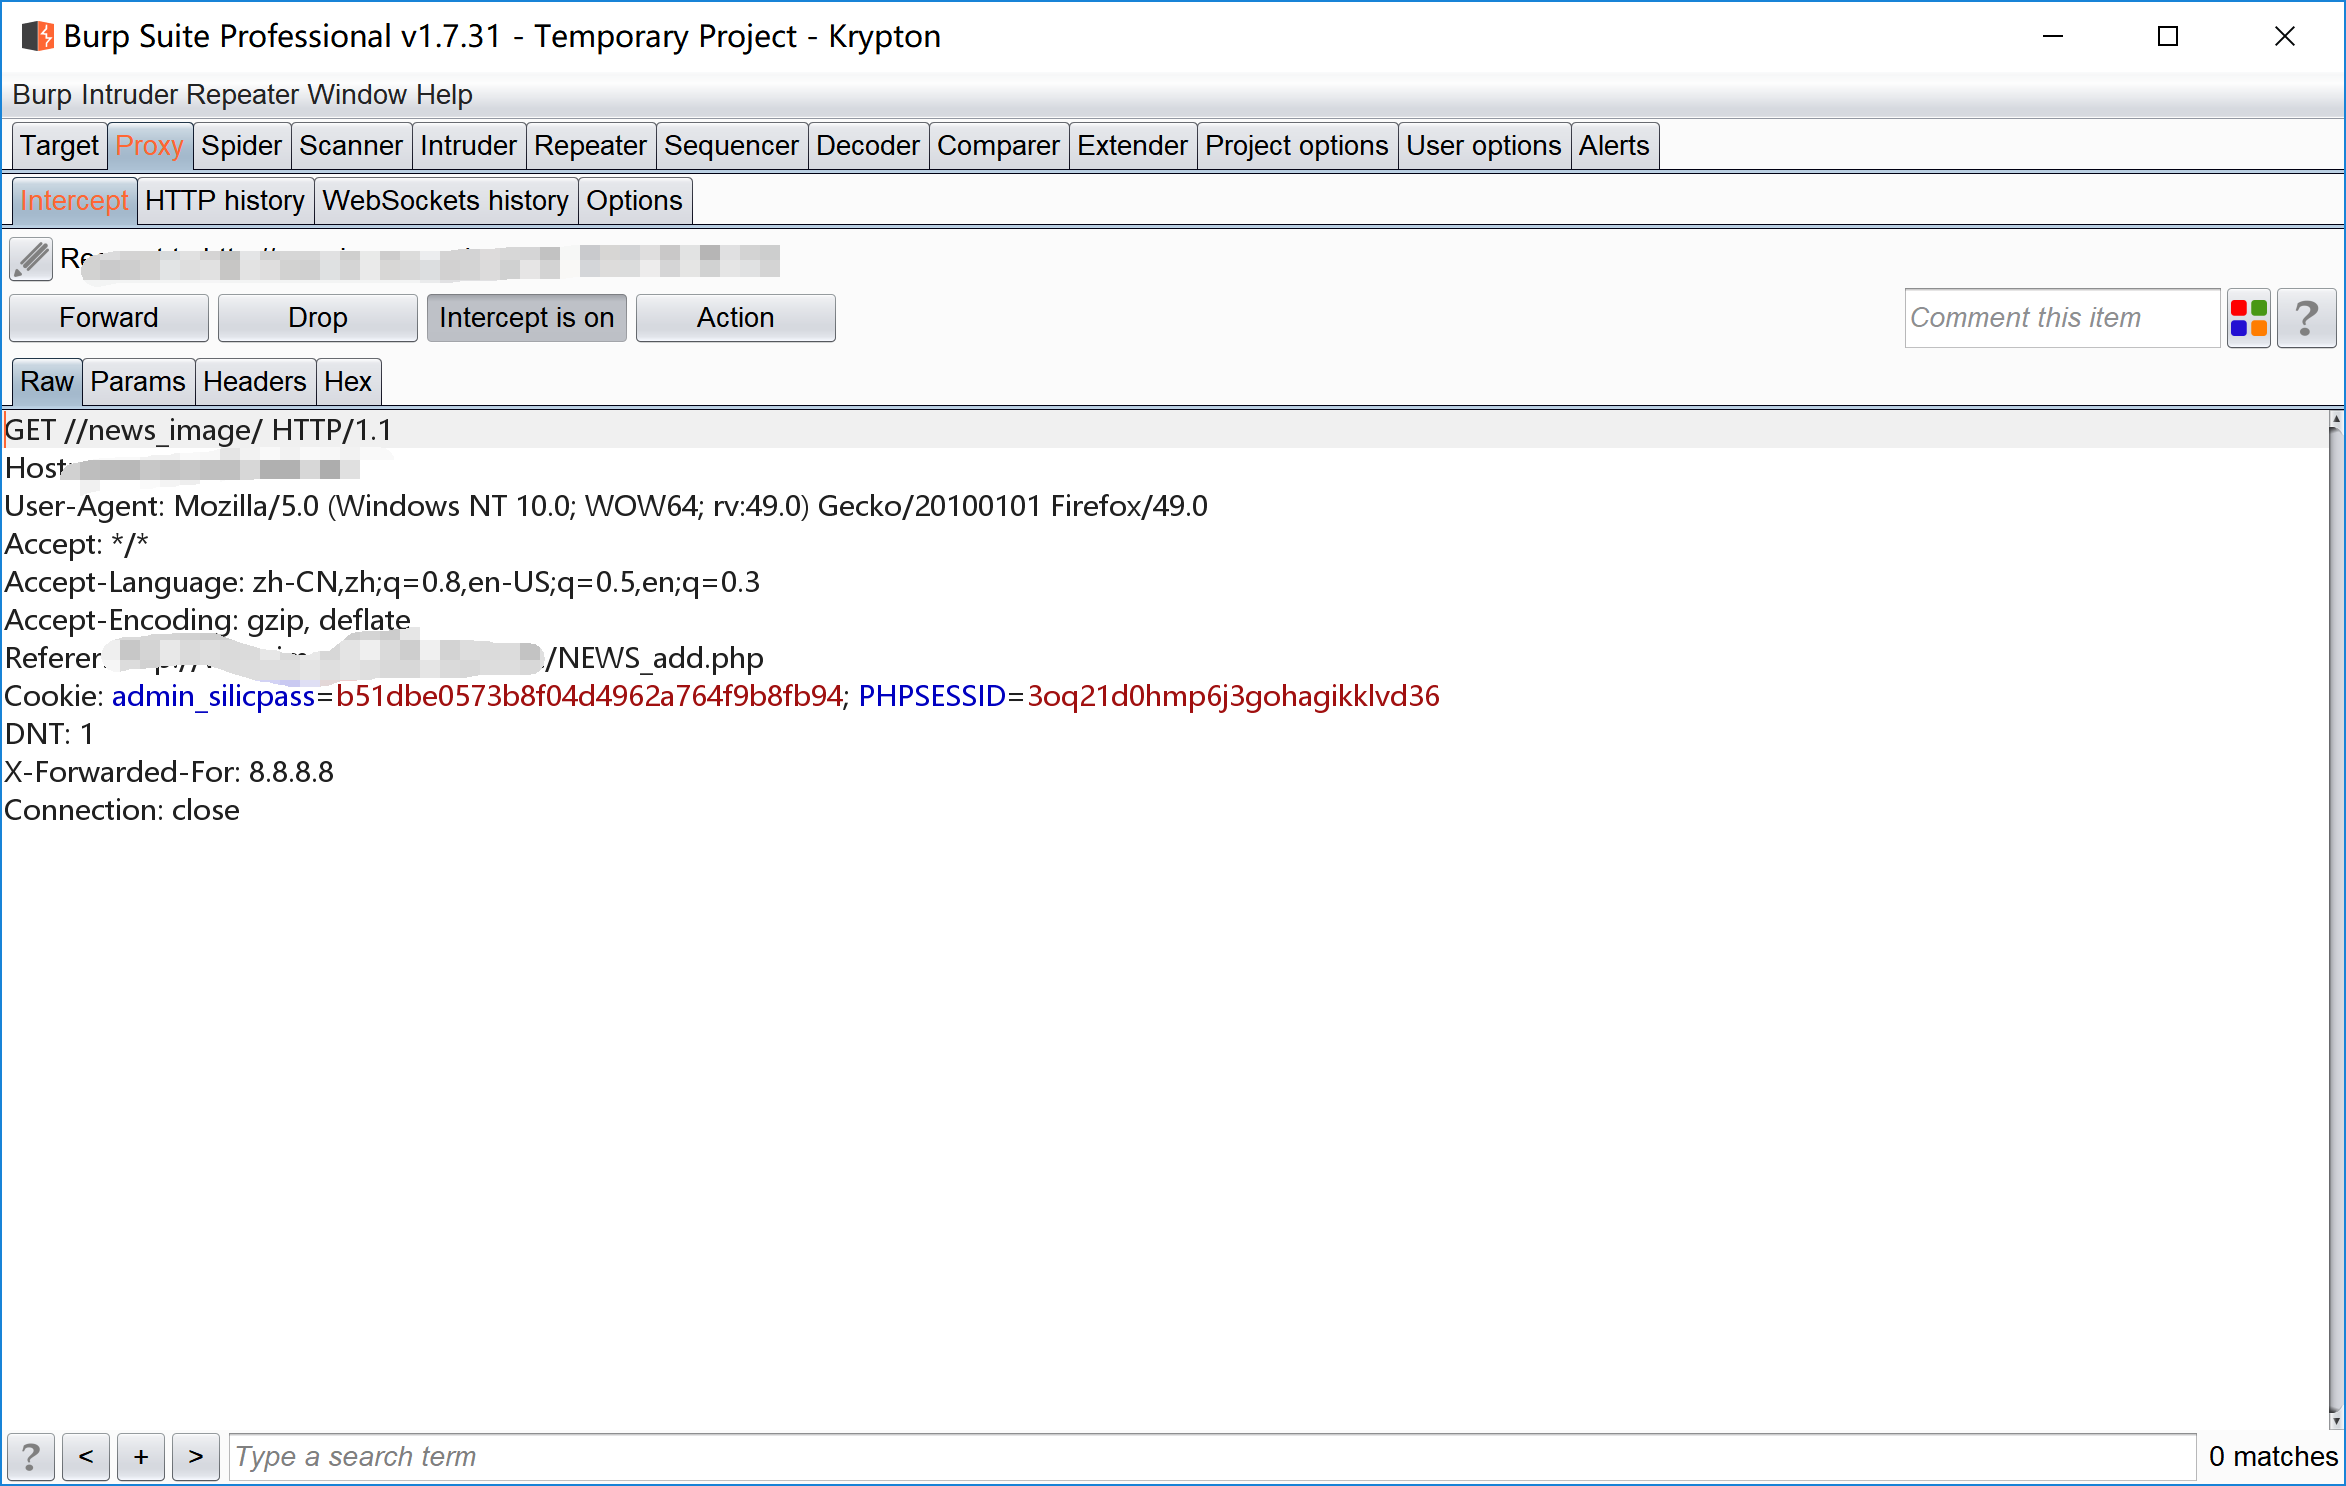 Burp Suite Professional v1.7.31 - Temporary Project - Krypton
Burp Intruder Repeater Window Help
Target Proxy Spider Scanner Intruder Repeater Sequencer Decoder Comparer Extender Project options User options Alerts
Intercept HTTP history WebSockets history Options
Forward Drop Intercept is on Action Comment this item ?
Raw Params Headers Hex
GET //news_image/ HTTP/1.1
Host:
User-Agent: Mozilla/5.0 (Windows NT 10.0; WOW64; rv:49.0) Gecko/20100101 Firefox/49.0
Accept: */*
Accept-Language: zh-CN,zh;q=0.8,en-US;q=0.5,en;q=0.3
Accept-Encoding: gzip, deflate
Referer: /NEWS_add.php
Cookie: admin_silicpass=b51dbe0573b8f04d4962a764f9b8fb94; PHPSESSID=3oq21d0hmp6j3gohagikklvd36
DNT: 1
X-Forwarded-For: 8.8.8.8
Connection: close
? < + > Type a search term 0 matches